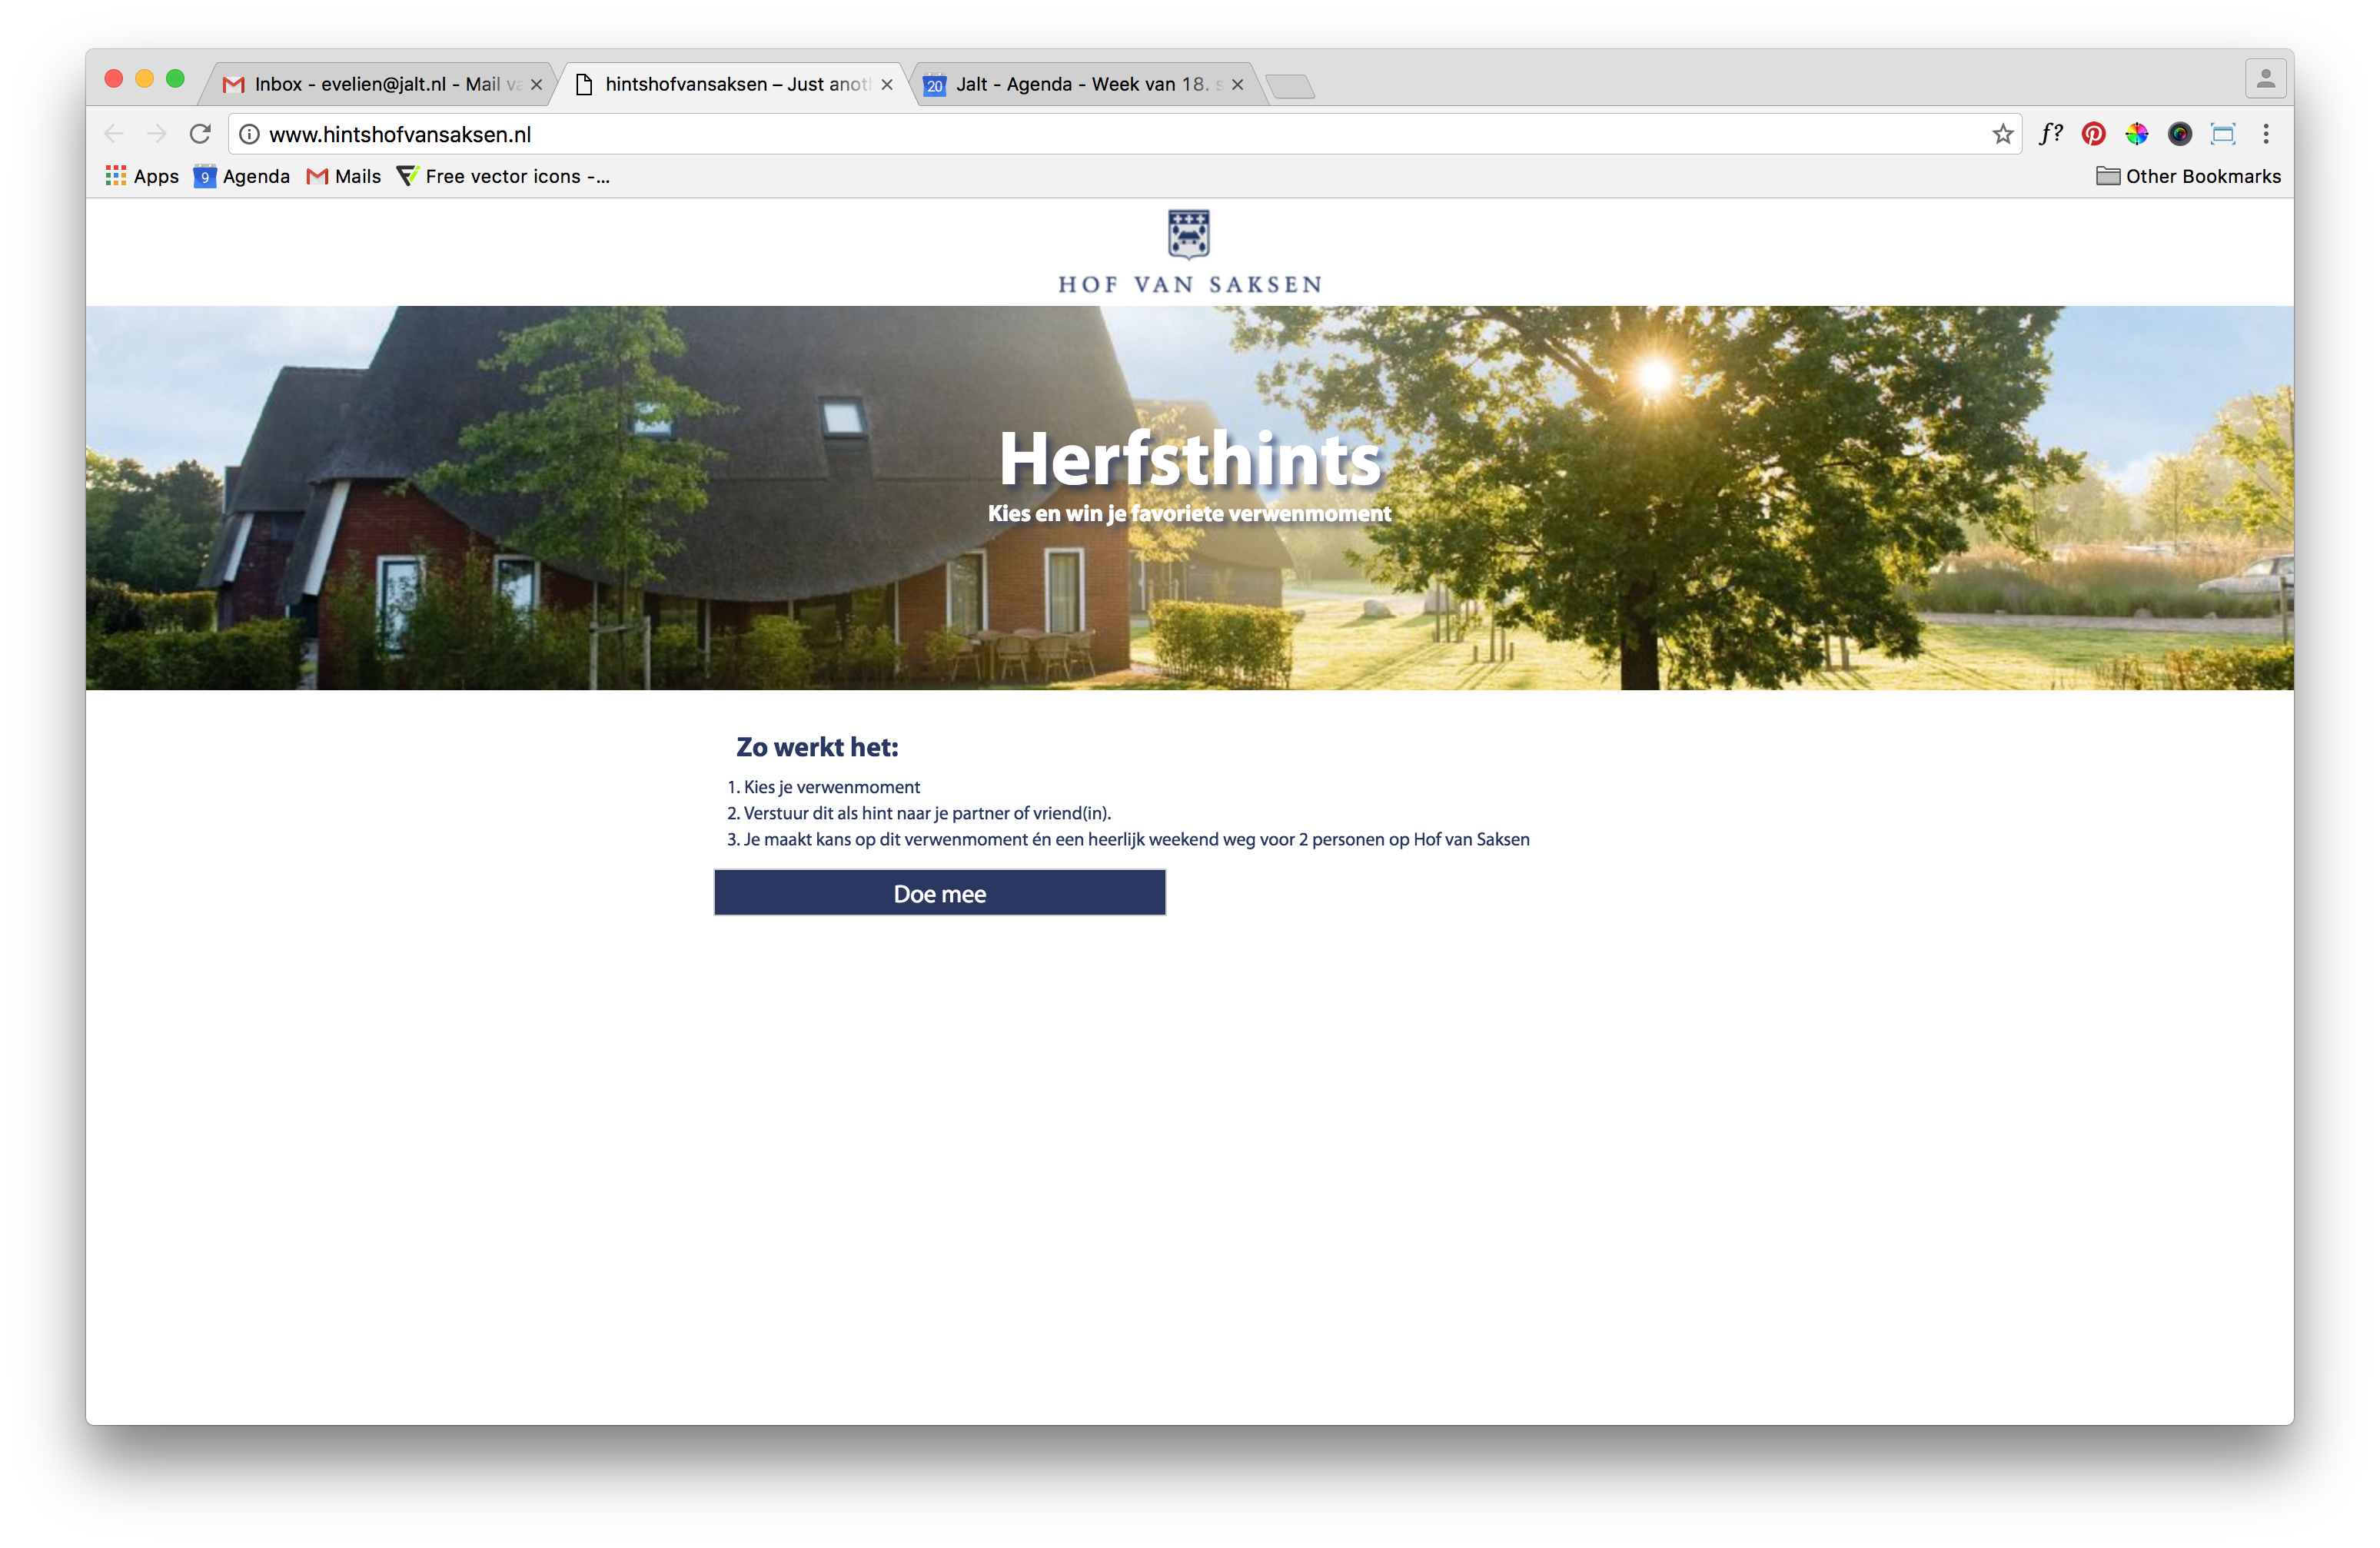 Inbox - evelien@jalt.nl - Mail va
hintshofvansaksen – Just anoth
20
Jalt - Agenda - Week van 18. s
www.hintshofvansaksen.nl
f?
Apps
9
Agenda
Mails
Free vector icons -...
Other Bookmarks
HOF VAN SAKSEN
Herfsthints
Kies en win je favoriete verwenmoment
Zo werkt het:
1. Kies je verwenmoment
2. Verstuur dit als hint naar je partner of vriend(in).
3. Je maakt kans op dit verwenmoment én een heerlijk weekend weg voor 2 personen op Hof van Saksen
Doe mee